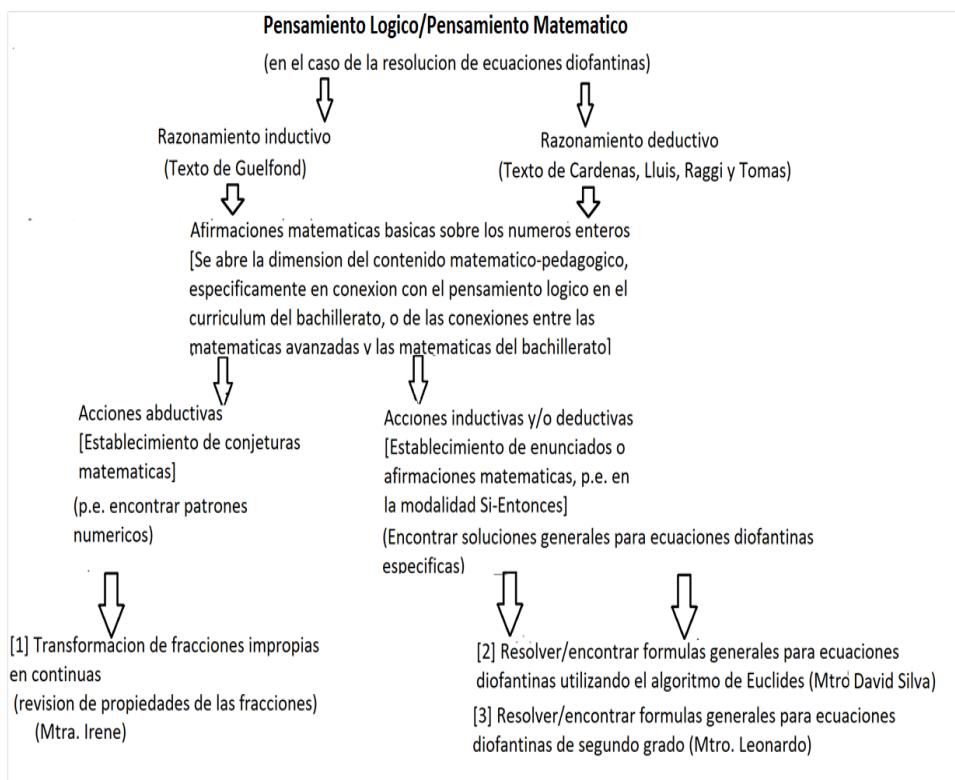 Pensamiento Logico/Pensamiento Matematico
(en el caso de la resolucion de ecuaciones diofantinas)
Razonamiento inductivo
(Texto de Guelfond)
Razonamiento deductivo
(Texto de Cardenas, Lluis, Raggi y Tomas)
Afirmaciones matematicas basicas sobre los numeros enteros
[Se abre la dimension del contenido matematico-pedagogico,
especificamente en conexion con el pensamiento logico en el
curriculum del bachillerato, o de las conexiones entre las
matematicas avanzadas y las matematicas del bachillerato]
Acciones abductivas
[Establecimiento de conjeturas
matematicas]
(p.e. encontrar patrones
numericos)
Acciones inductivas y/o deductivas
[Establecimiento de enunciados o
afirmaciones matematicas, p.e. en
la modalidad Si-Entonces]
(Encontrar soluciones generales para ecuaciones diofantinas
especificas)
[1] Transformacion de fracciones impropias
en continuas
(revision de propiedades de las fracciones)
(Mtra. Irene)
[2] Resolver/encontrar formulas generales para ecuaciones
diofantinas utilizando el algoritmo de Euclides (Mtro David Silva)
[3] Resolver/encontrar formulas generales para ecuaciones
diofantinas de segundo grado (Mtro. Leonardo)